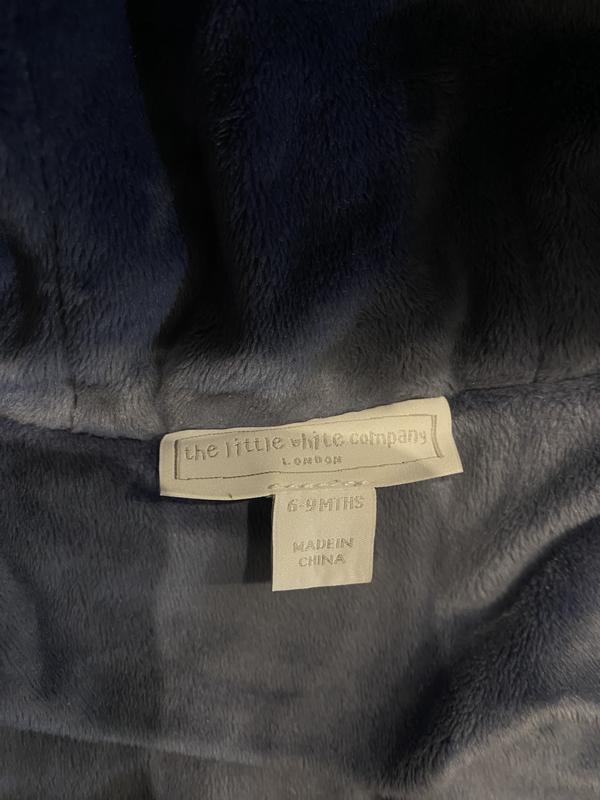 the little white company
LONDON
6-9 MTHS
MADE IN
CHINA